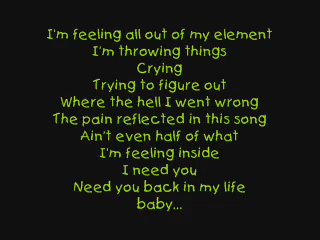 I'm feeling all out of my element
I'm throwing things
Crying
Trying to figure out
Where the hell I went wrong
The pain reflected in this song
Ain't even half of what
I'm feeling inside
I need you
Need you back in my life
baby...